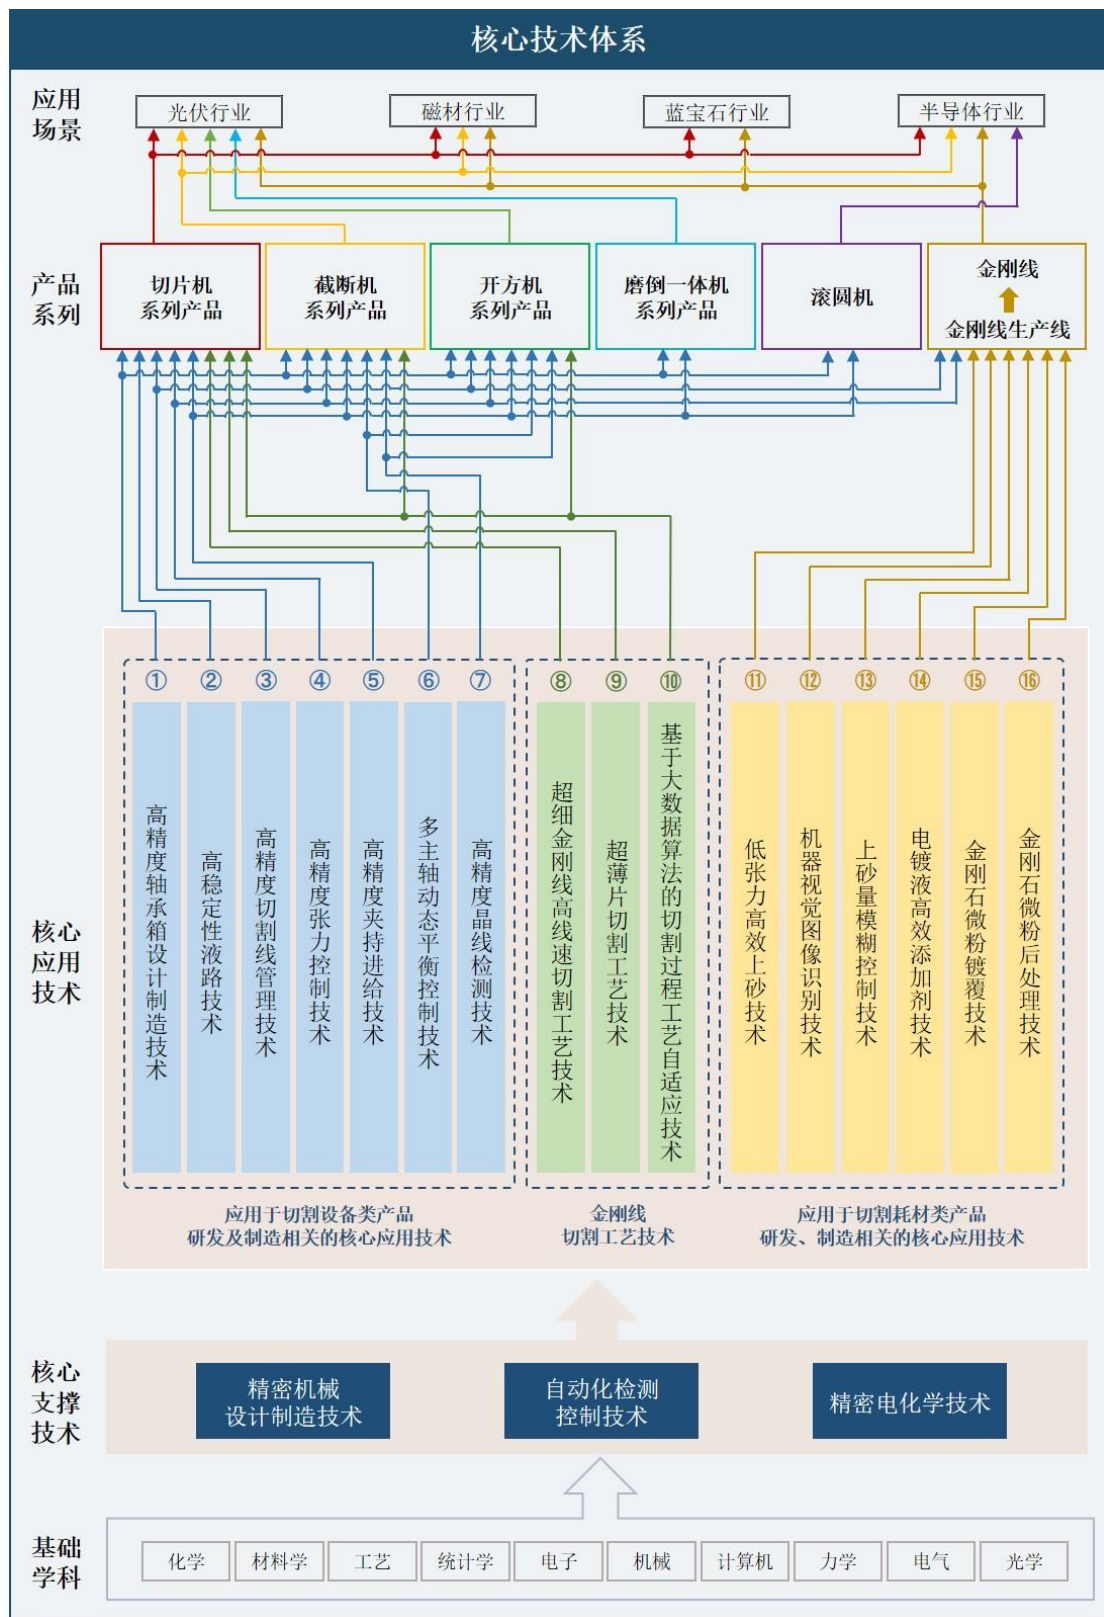 核心技术体系
应用
场景
光伏行业
磁材行业
蓝宝石行业
半导体行业
产品
系列
切片机
系列产品
截断机
系列产品
开方机
系列产品
磨倒一体机
系列产品
滚圆机
金刚线
金刚线生产线
核心
应用
技术
①
②
③
④
⑤
⑥
⑦
⑧
⑨
⑩
⑪
⑫
⑬
⑭
⑮
⑯
高精度轴承箱设计制造技术
高稳定性液路技术
高精度切割线管理技术
高精度张力控制技术
高精度夹持进给技术
多主轴动态平衡控制技术
高精度晶线检测技术
超细金刚线高线速切割工艺技术
超薄片切割工艺技术
基于大数据算法的切割过程工艺自适应技术
低张力高效上砂技术
机器视觉图像识别技术
上砂量模糊控制技术
电镀液高效添加剂技术
金刚石微粉镀覆技术
金刚石微粉后处理技术
应用于切割设备类产品
研发及制造相关的核心应用技术
金刚线
切割工艺技术
应用于切割耗材类产品
研发、制造相关的核心应用技术
核心
支撑
技术
精密机械
设计制造技术
自动化检测
控制技术
精密电化学技术
基础
学科
化学
材料学
工艺
统计学
电子
机械
计算机
力学
电气
光学